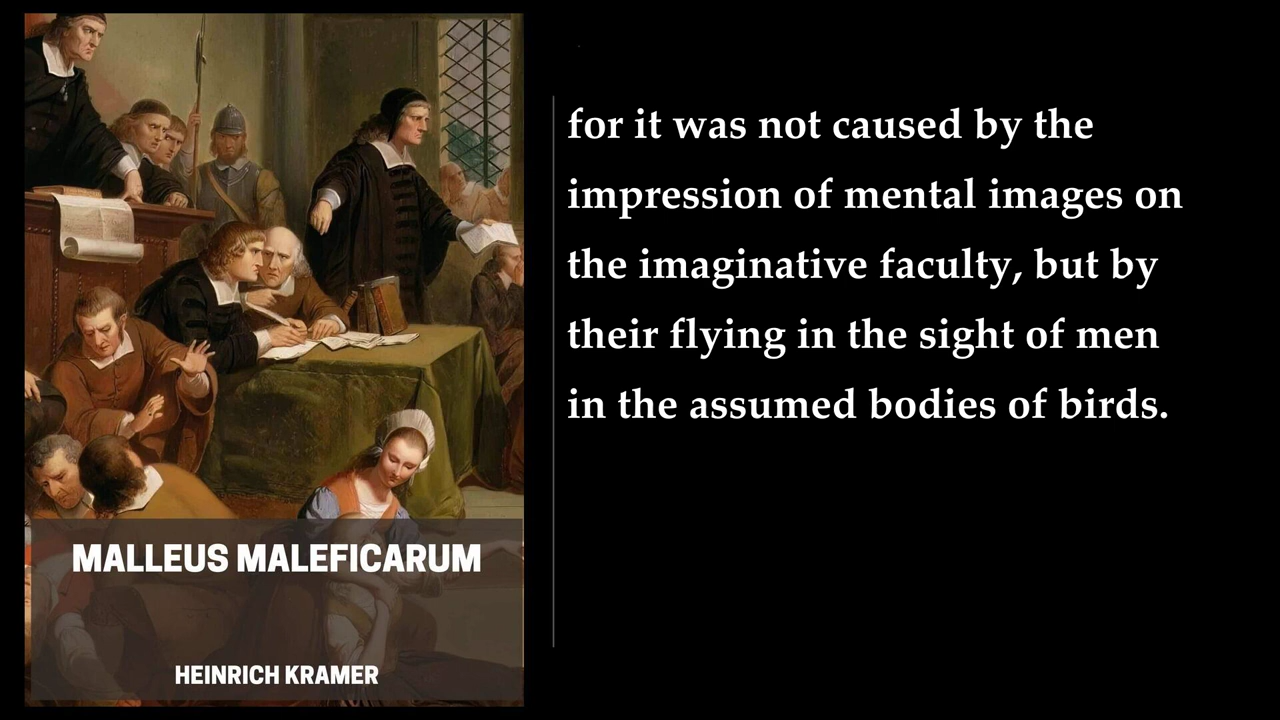 MALLEUS MALEFICARUM
HEINRICH KRAMER
for it was not caused by the
impression of mental images on
the imaginative faculty, but by
their flying in the sight of men
in the assumed bodies of birds.